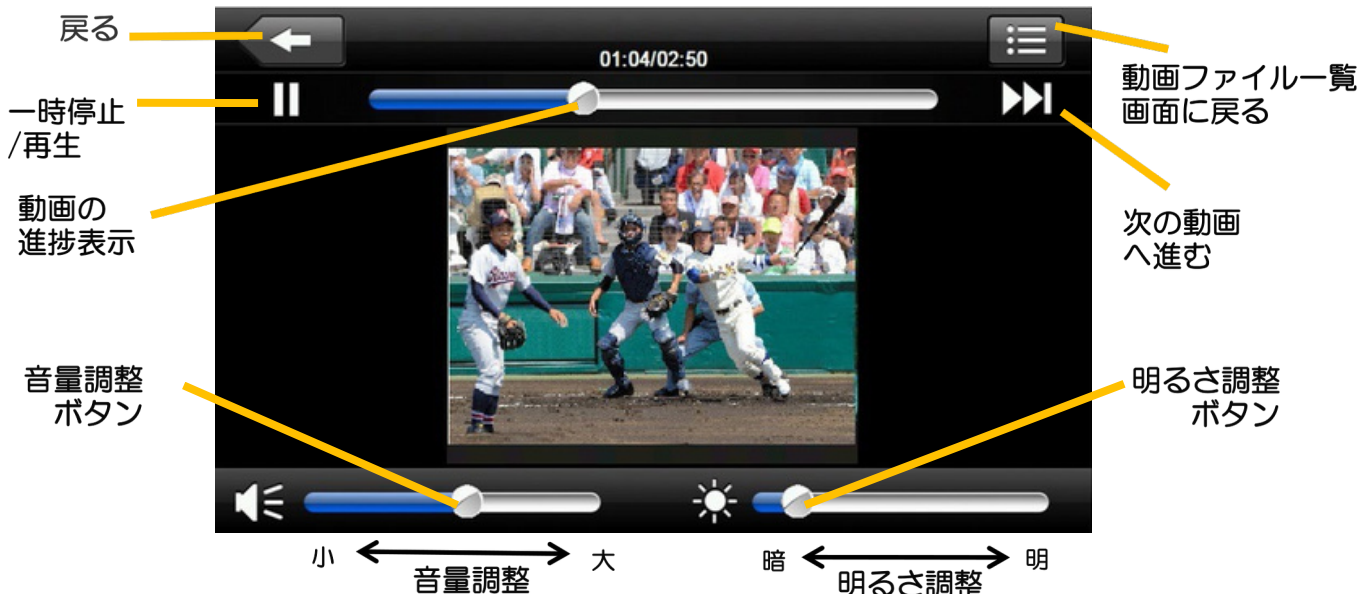 戻る
01:04/02:50
動画ファイル一覧
画面に戻る
一時停止
/再生
動画の
進捗表示
次の動画
へ進む
音量調整
ボタン
明るさ調整
ボタン
小
大
音量調整
暗
明
明るさ調整